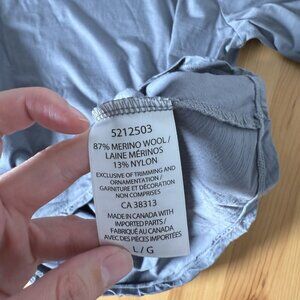 5212503
87% MERINO WOOL /
LAINE MÉRINOS
13% NYLON
EXCLUSIVE OF TRIMMING AND
ORNAMENTATION /
GARNITURE ET DÉCORATION
NON COMPRISES
CA 38313
MADE IN CANADA WITH
IMPORTED PARTS /
FABRIQUÉ AU CANADA
AVEC DES PIÈCES IMPORTÉES
L / G